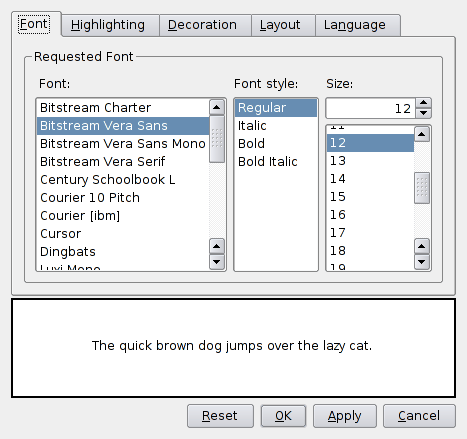 Font Highlighting Decoration Layout Language
Requested Font
Font: Font style: Size:
Bitstream Charter Regular 12
Bitstream Vera Sans Italic 11
Bitstream Vera Sans Mono Bold 12
Bitstream Vera Serif Bold Italic 13
Century Schoolbook L 14
Courier 10 Pitch 15
Courier [ibm] 16
Cursor 17
Dingbats 18
Luxi Mono 19
The quick brown dog jumps over the lazy cat.
Reset OK Apply Cancel